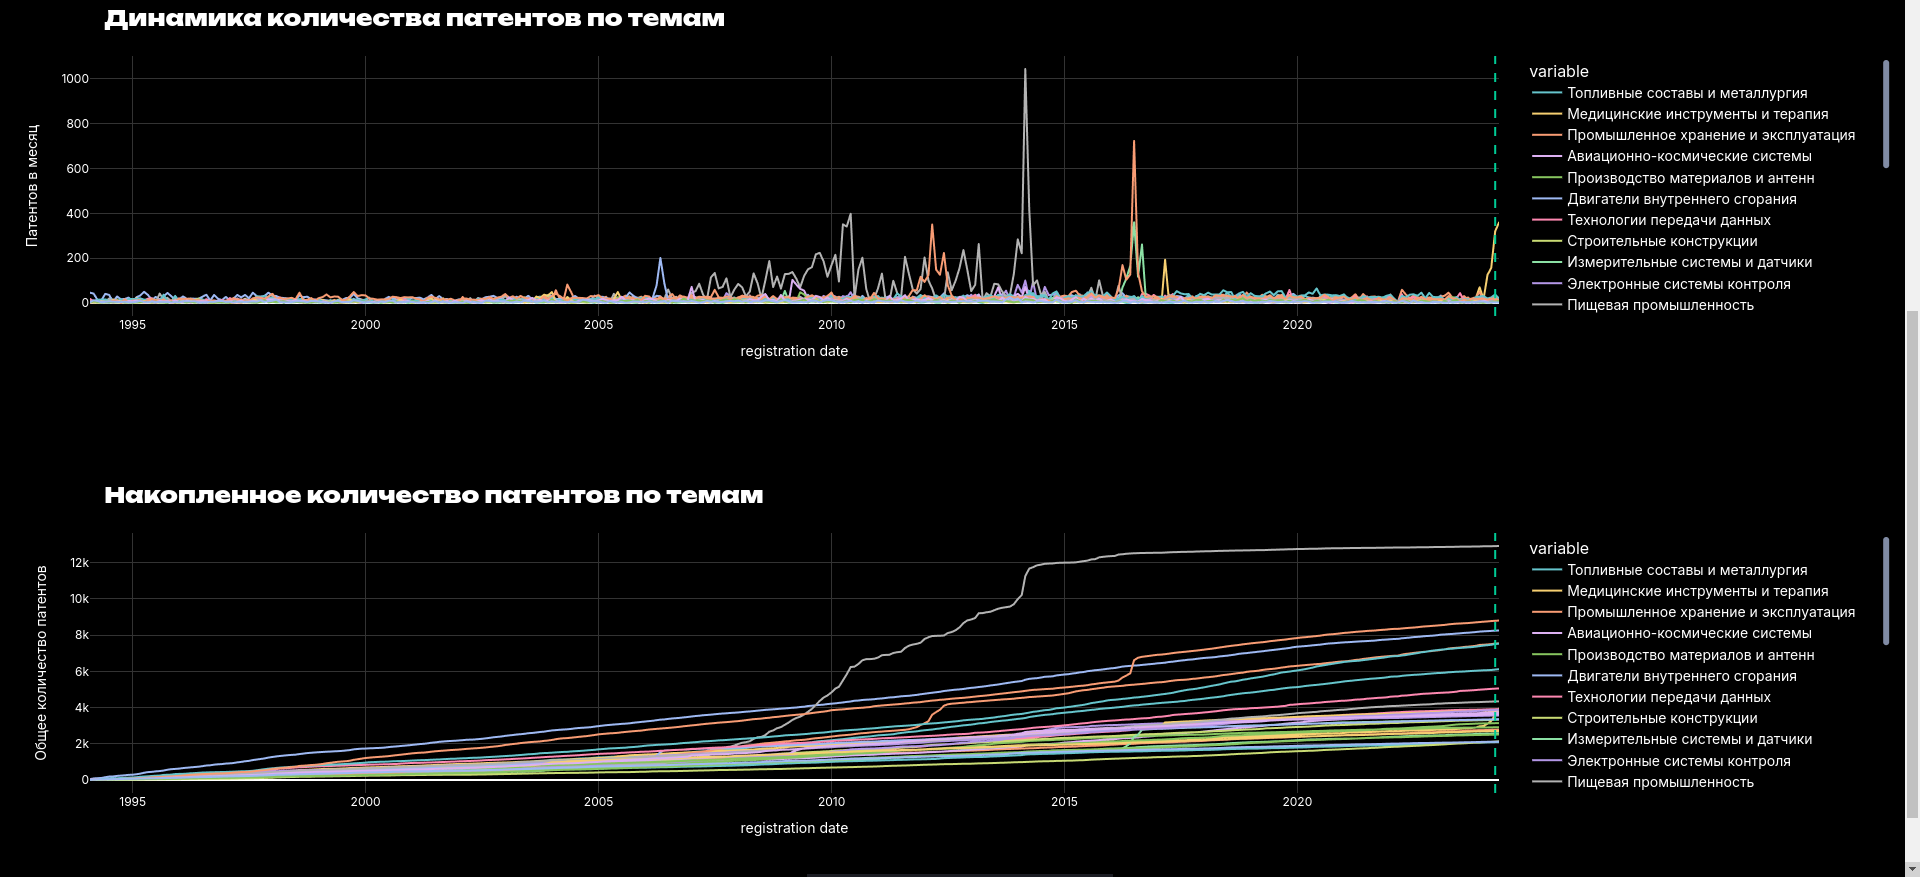 Динамика количества патентов по темам
Патентов в месяц
1000
800
600
400
200
0
1995
2000
2005
2010
2015
2020
registration date
variable
Топливные составы и металлургия
Медицинские инструменты и терапия
Промышленное хранение и эксплуатация
Авиационно-космические системы
Производство материалов и антенн
Двигатели внутреннего сгорания
Технологии передачи данных
Строительные конструкции
Измерительные системы и датчики
Электронные системы контроля
Пищевая промышленность
Накопленное количество патентов по темам
Общее количество патентов
12k
10k
8k
6k
4k
2k
0
1995
2000
2005
2010
2015
2020
registration date
variable
Топливные составы и металлургия
Медицинские инструменты и терапия
Промышленное хранение и эксплуатация
Авиационно-космические системы
Производство материалов и антенн
Двигатели внутреннего сгорания
Технологии передачи данных
Строительные конструкции
Измерительные системы и датчики
Электронные системы контроля
Пищевая промышленность